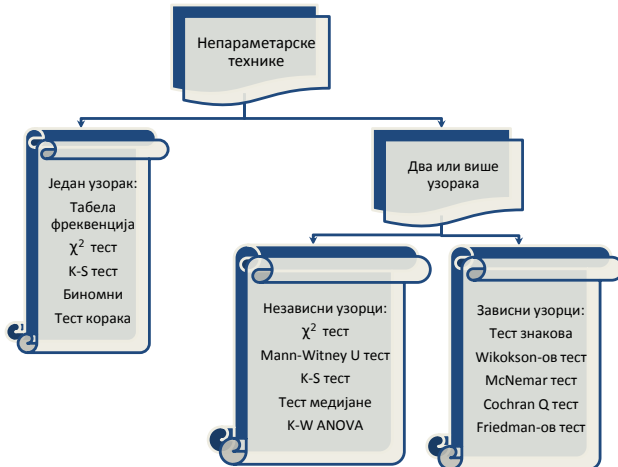 Непараметарске
технике
Један узорак:
Табела
фреквенција
χ² тест
K-S тест
Биномни
Тест корака
Два или више
узорака
Независни узорци:
χ² тест
Mann-Witney U тест
K-S тест
Тест медијане
K-W ANOVA
Зависни узорци:
Тест знакова
Wikokson-ов тест
McNemar тест
Cochran Q тест
Friedman-ов тест